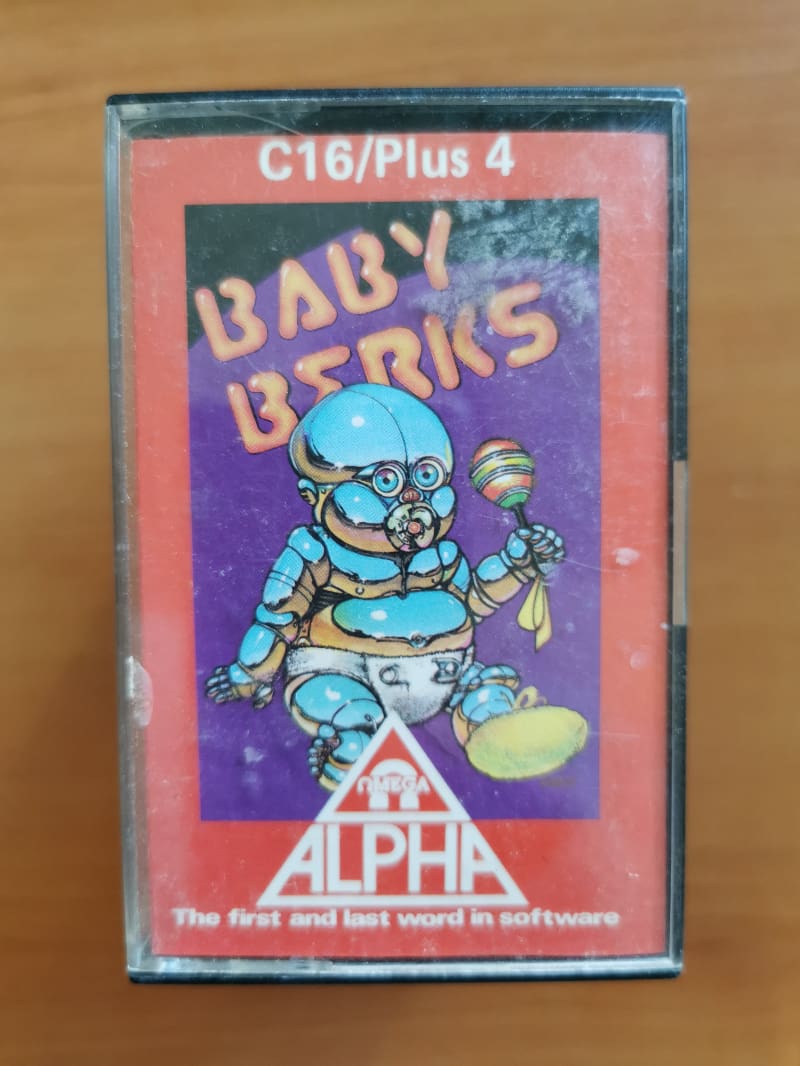 C16/Plus 4
BABY
BERKS
OMEGA
ALPHA
The first and last word in software